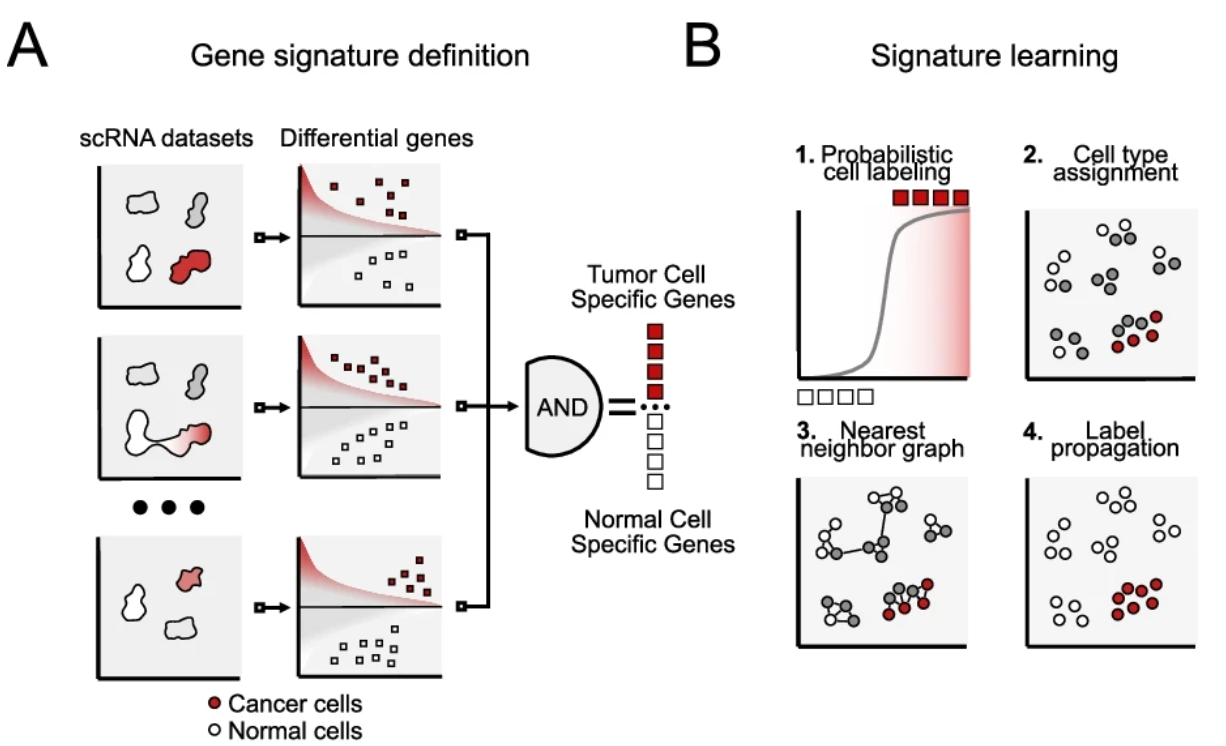 A
Gene signature definition
scRNA datasets
Differential genes
AND
Tumor Cell
Specific Genes
Normal Cell
Specific Genes
Cancer cells
Normal cells
B
Signature learning
1. Probabilistic
cell labeling
2. Cell type
assignment
3. Nearest
neighbor graph
4. Label
propagation